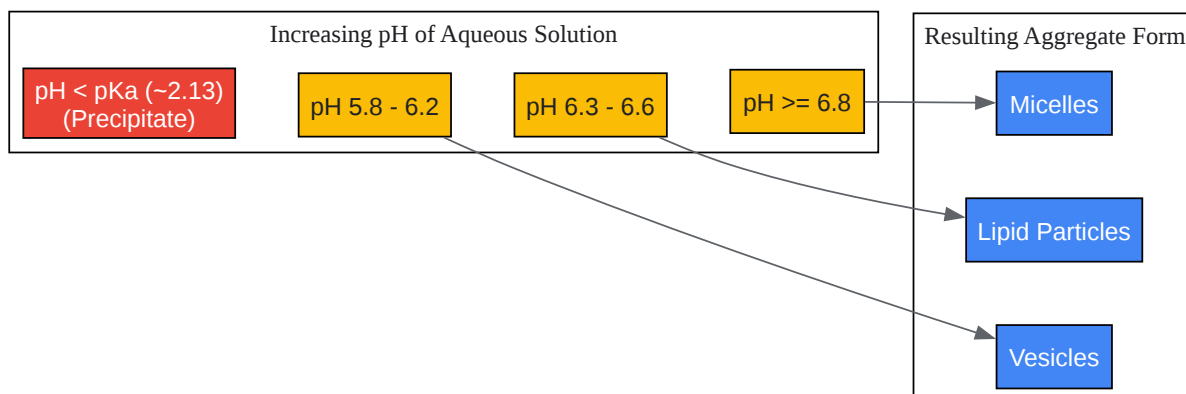 Increasing pH of Aqueous Solution
pH < pKa (~2.13)
(Precipitate)
pH 5.8 - 6.2
pH 6.3 - 6.6
pH >= 6.8
Resulting Aggregate Form
Micelles
Lipid Particles
Vesicles